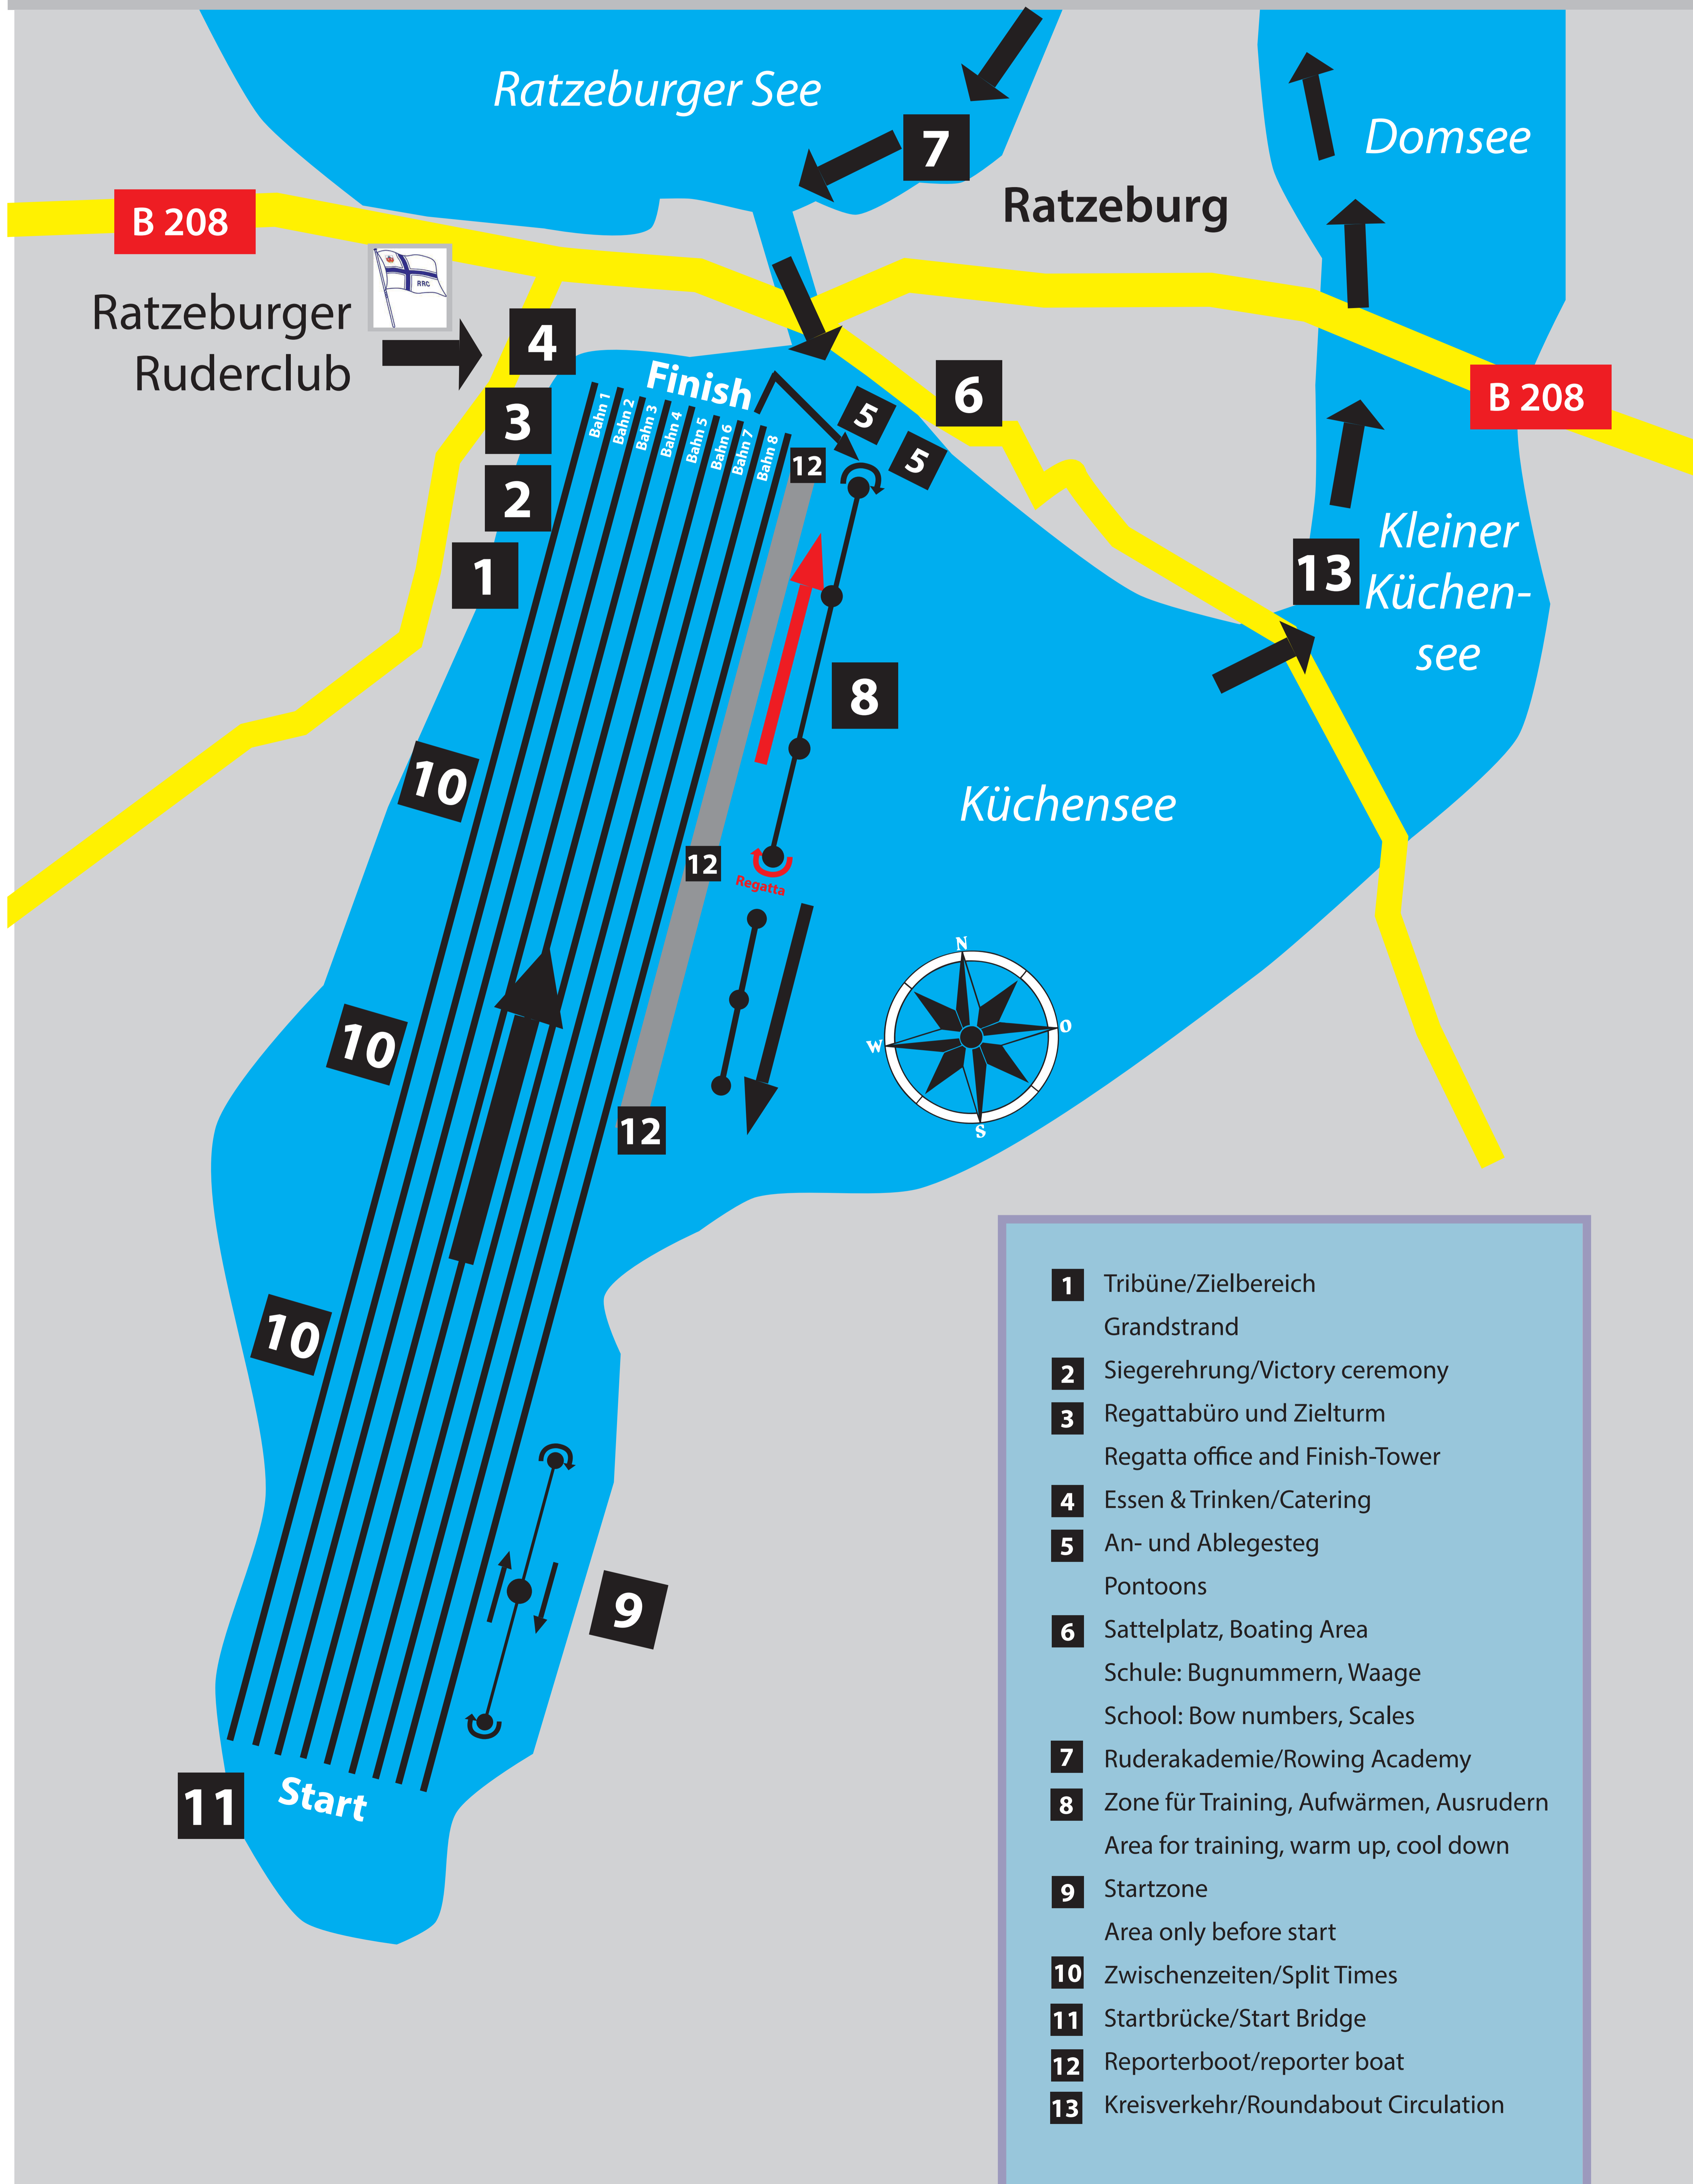 Ratzeburger See
Domsee
7
Ratzeburg
B 208
RRC
Ratzeburger
Ruderclub
4
Finish
6
B 208
3
Bahn 1
Bahn 2
Bahn 3
Bahn 4
Bahn 5
Bahn 6
Bahn 7
Bahn 8
5
5
12
2
1
13
Kleiner
Küchen-
see
8
10
Küchensee
12
Regatta
10
N
O
W
S
12
10
9
11
Start
1 Tribüne/Zielbereich
Grandstrand
2 Siegerehrung/Victory ceremony
3 Regattabüro und Zielturm
Regatta office and Finish-Tower
4 Essen & Trinken/Catering
5 An- und Ablegesteg
Pontoons
6 Sattelplatz, Boating Area
Schule: Bugnummern, Waage
School: Bow numbers, Scales
7 Ruderakademie/Rowing Academy
8 Zone für Training, Aufwärmen, Ausrudern
Area for training, warm up, cool down
9 Startzone
Area only before start
10 Zwischenzeiten/Split Times
11 Startbrücke/Start Bridge
12 Reporterboot/reporter boat
13 Kreisverkehr/Roundabout Circulation